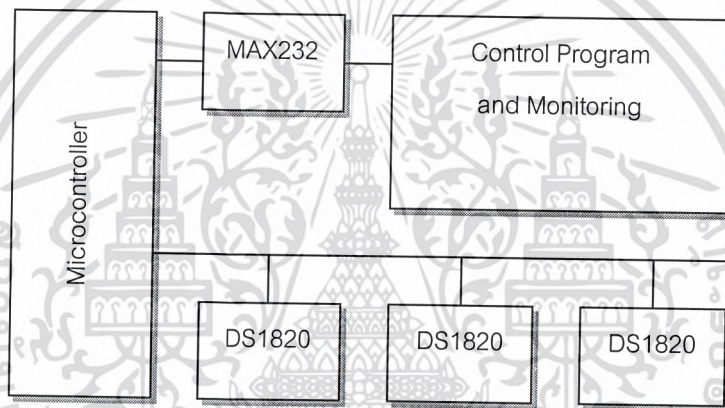 MAX232
Control Program
and Monitoring
Microcontroller
DS1820
DS1820
DS1820